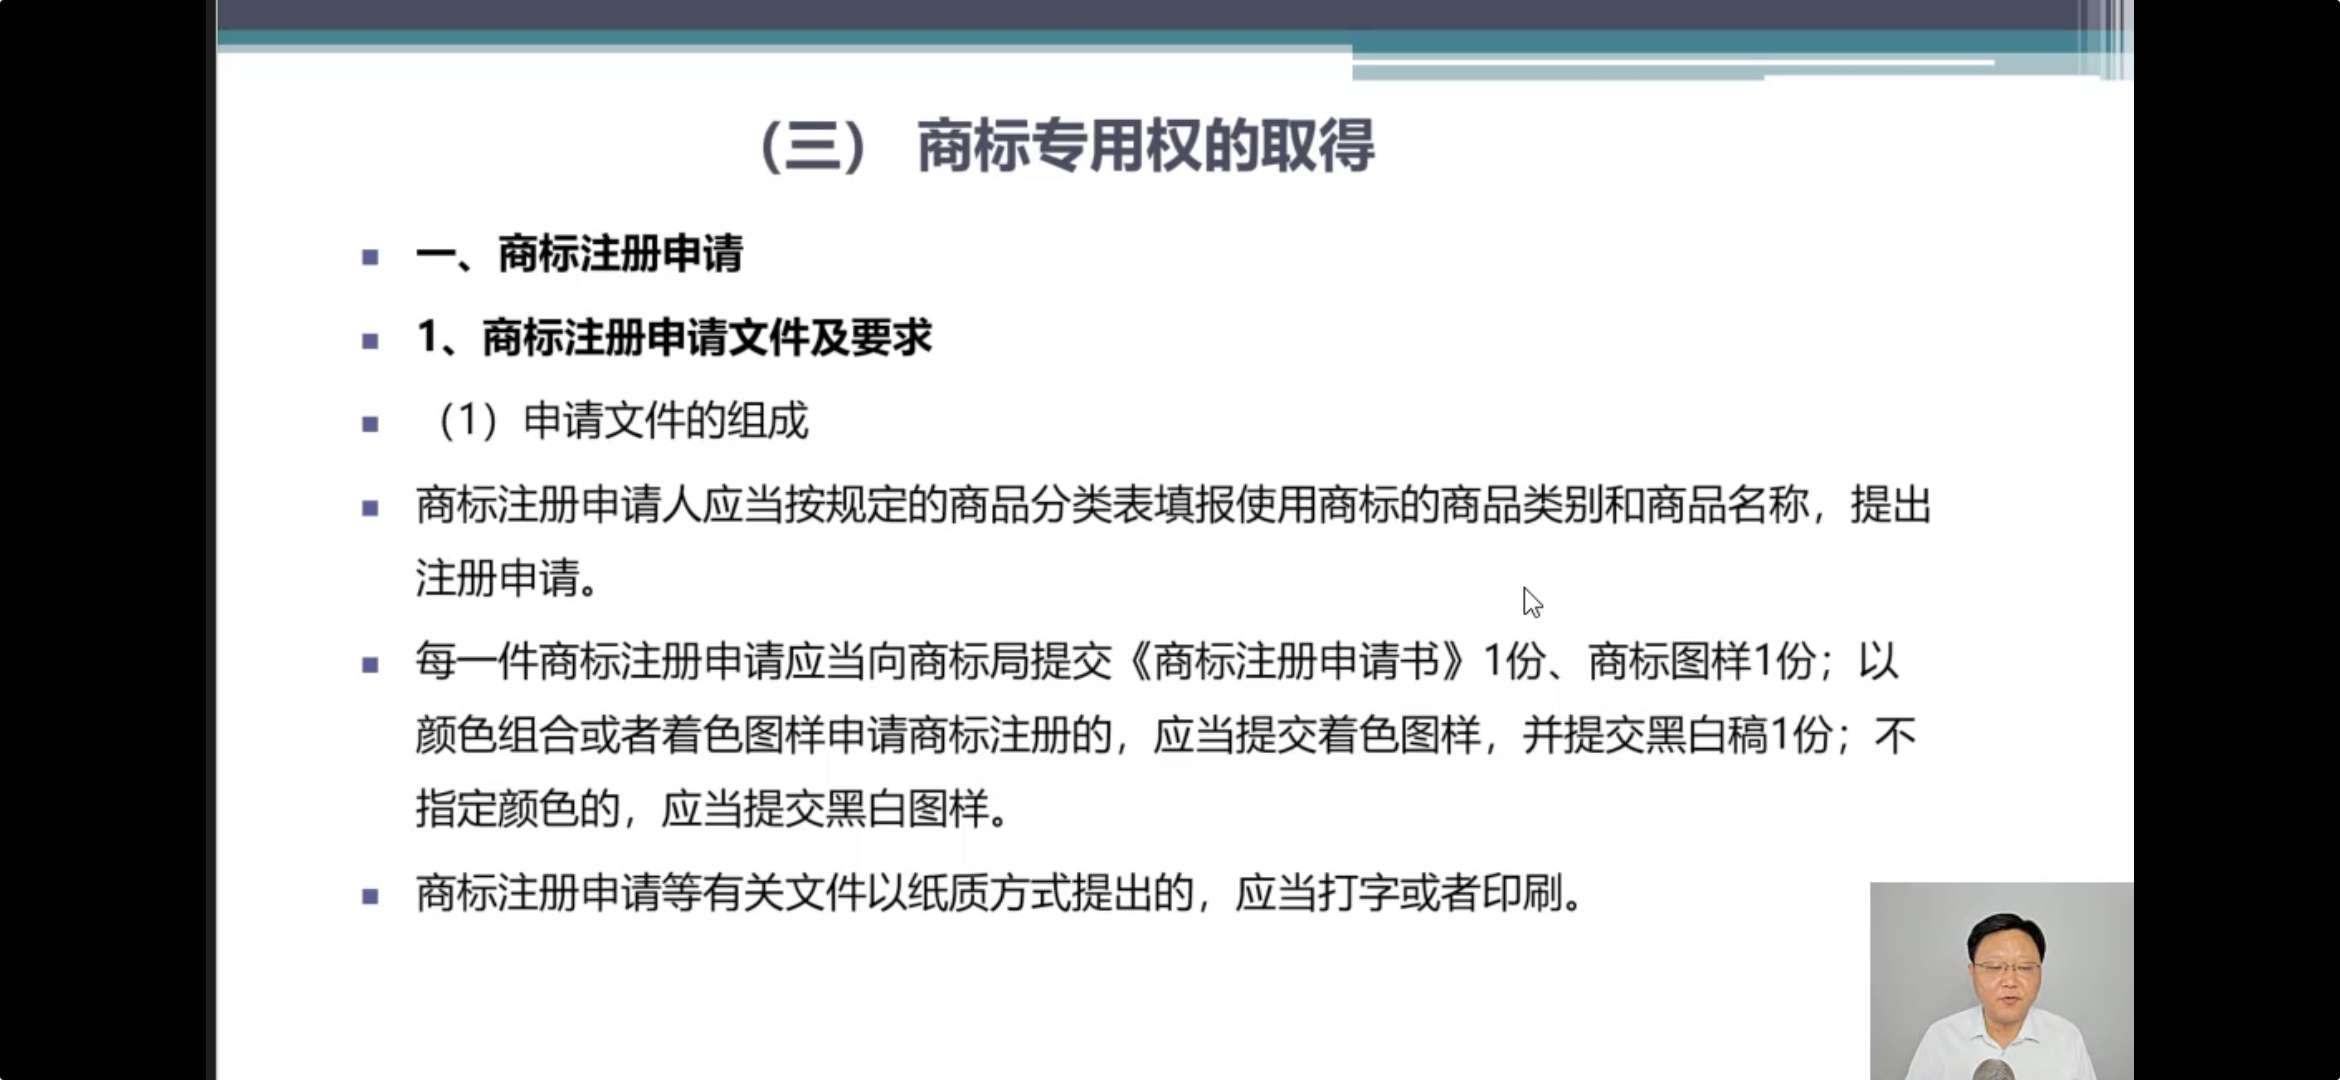 （三） 商标专用权的取得
一、商标注册申请
1、商标注册申请文件及要求
（1）申请文件的组成
商标注册申请人应当按规定的商品分类表填报使用商标的商品类别和商品名称，提出
注册申请。
每一件商标注册申请应当向商标局提交《商标注册申请书》1份、商标图样1份；以
颜色组合或者着色图样申请商标注册的，应当提交着色图样，并提交黑白稿1份；不
指定颜色的，应当提交黑白图样。
商标注册申请等有关文件以纸质方式提出的，应当打字或者印刷。